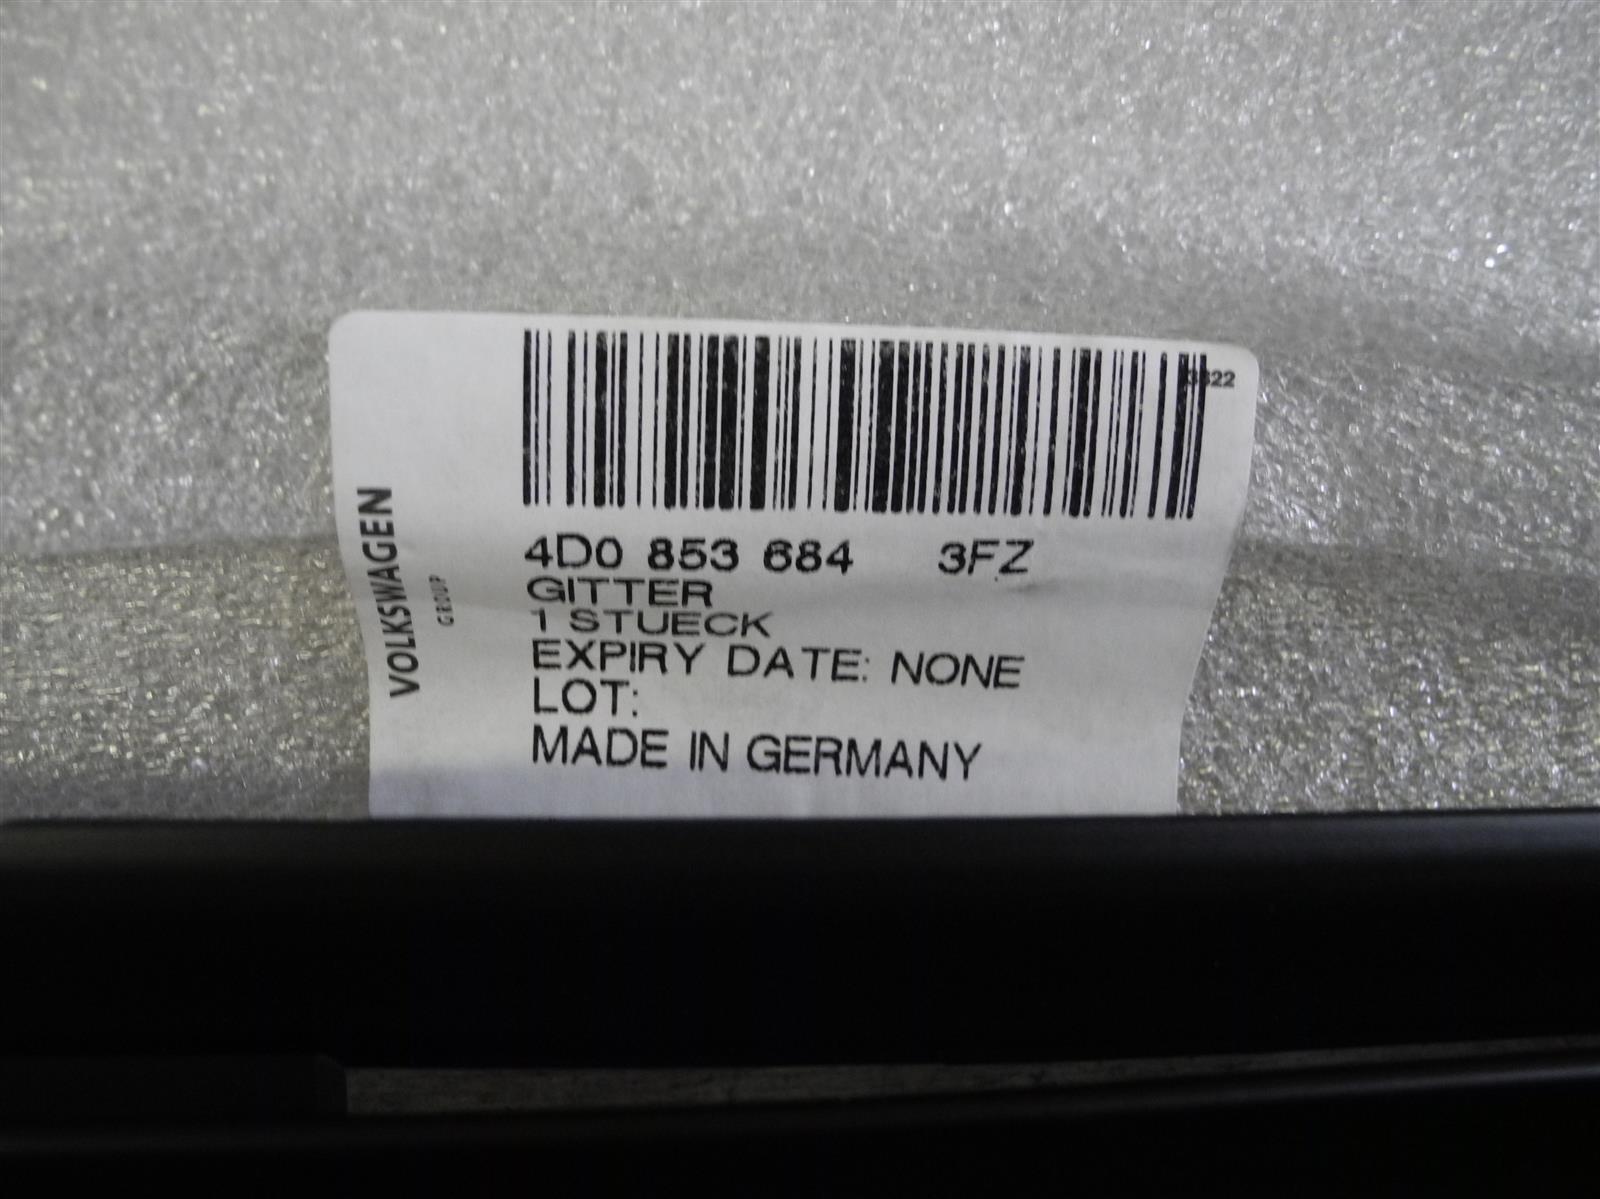 VOLKSWAGEN
GROUP
4D0 853 684 3FZ
GITTER
1 STUECK
EXPIRY DATE: NONE
LOT:
MADE IN GERMANY